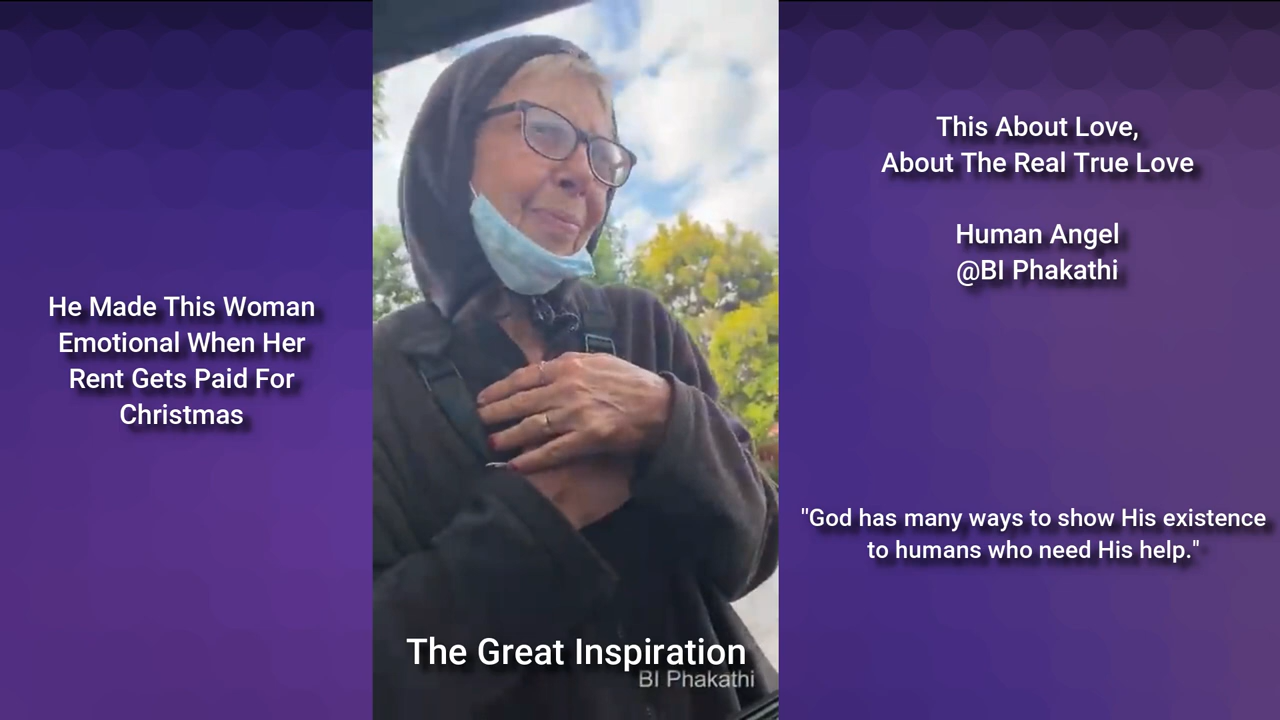 He Made This Woman
Emotional When Her
Rent Gets Paid For
Christmas
The Great Inspiration
BI Phakathi
This About Love,
About The Real True Love
Human Angel
@BI Phakathi
"God has many ways to show His existence
to humans who need His help."